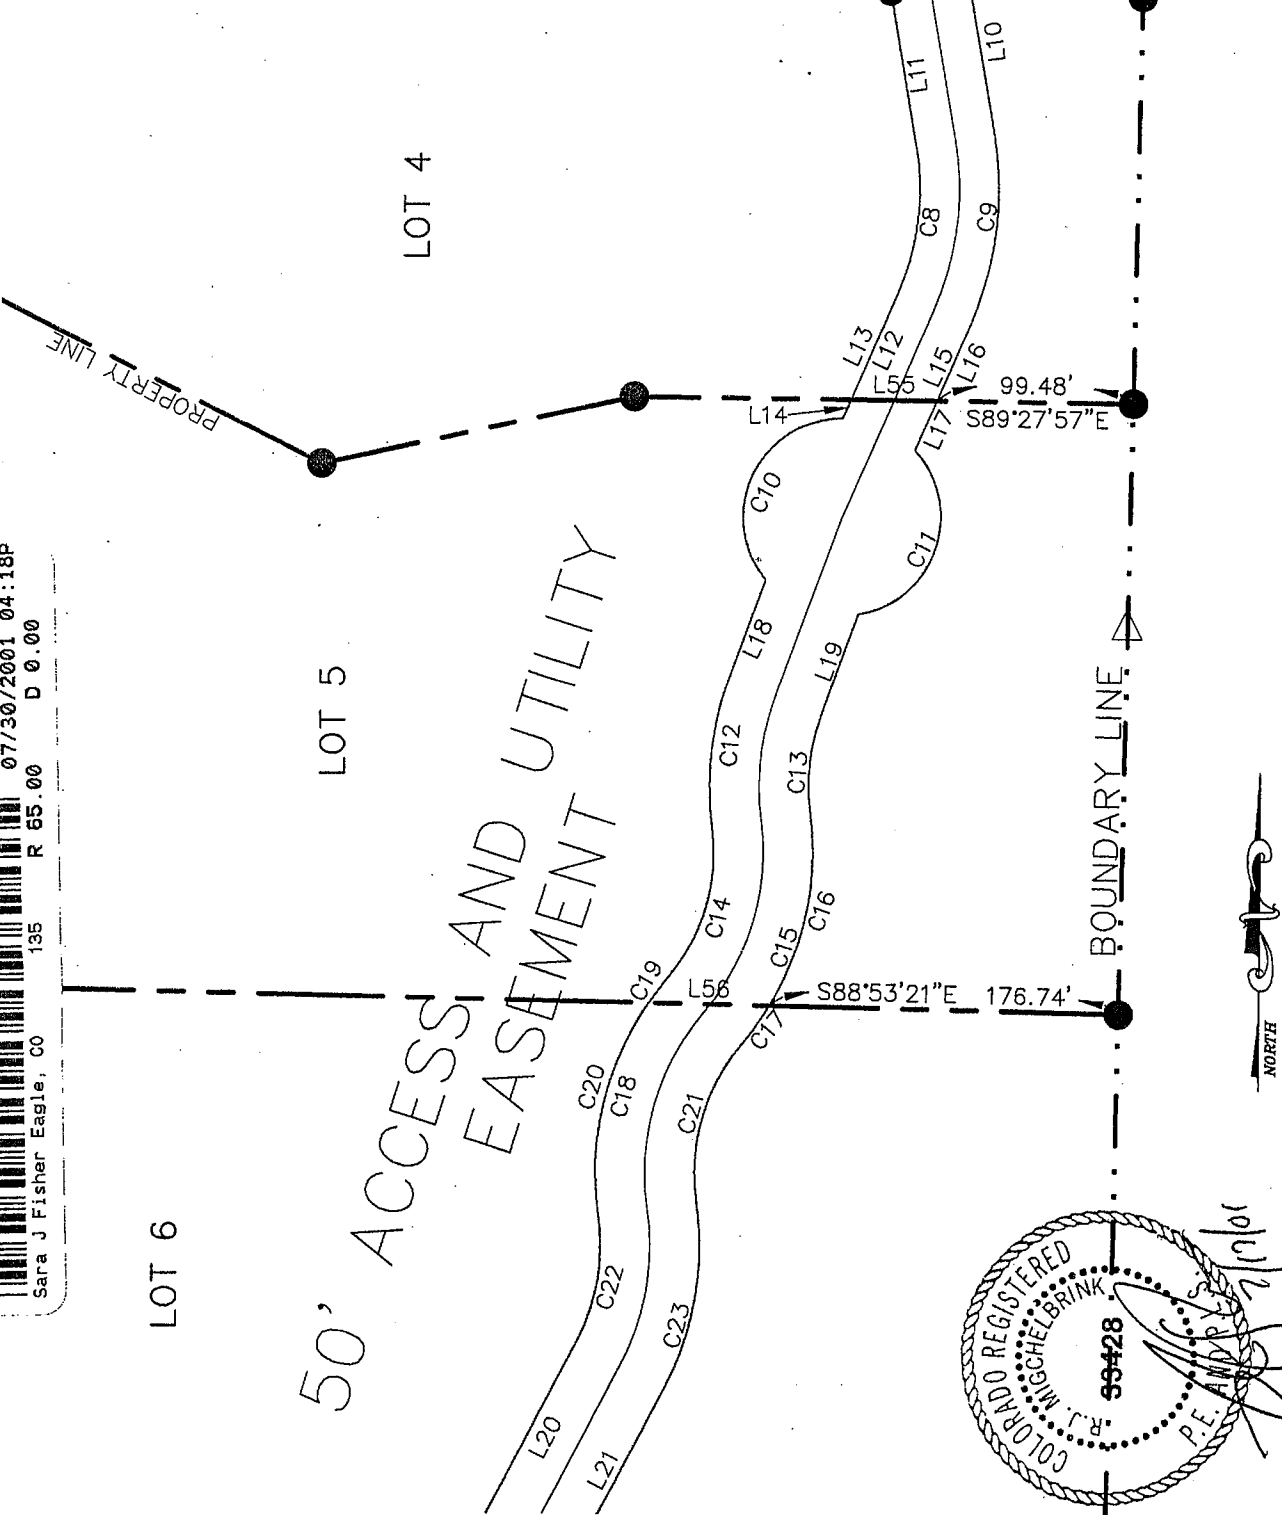 L10
L11
LOT 4
C8
C9
PROPERTY LINE
L13
L12
L15
L16
L55
99.48'
L14
L17
S89°27'57"E
C10
C11
07/30/2001 04:18P
135 R 65.00 D 0.00
Sara J Fisher Eagle, CO
LOT 5
L18
L19
C12
C13
50' ACCESS AND UTILITY
EASEMENT
BOUNDARY LINE
C14
C16
C15
C19
L56
S88°53'21"E 176.74'
C17
C20
C18
C21
NORTH
LOT 6
C22
C23
L20
L21
COLORADO REGISTERED
R.J. MIGCHELBRINK
33428